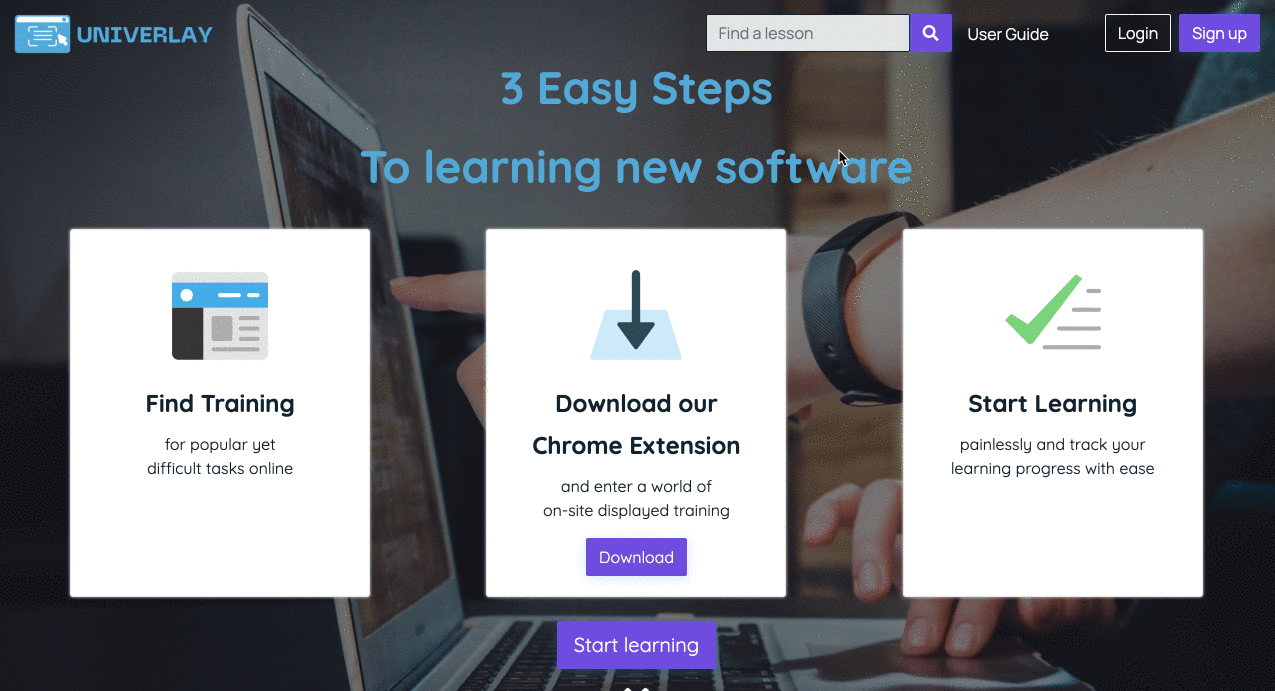 UNIVERLAY
Find a lesson
User Guide
Login
Sign up
3 Easy Steps
To learning new software
Find Training
for popular yet
difficult tasks online
Download our
Chrome Extension
and enter a world of
on-site displayed training
Download
Start Learning
painlessly and track your
learning progress with ease
Start learning